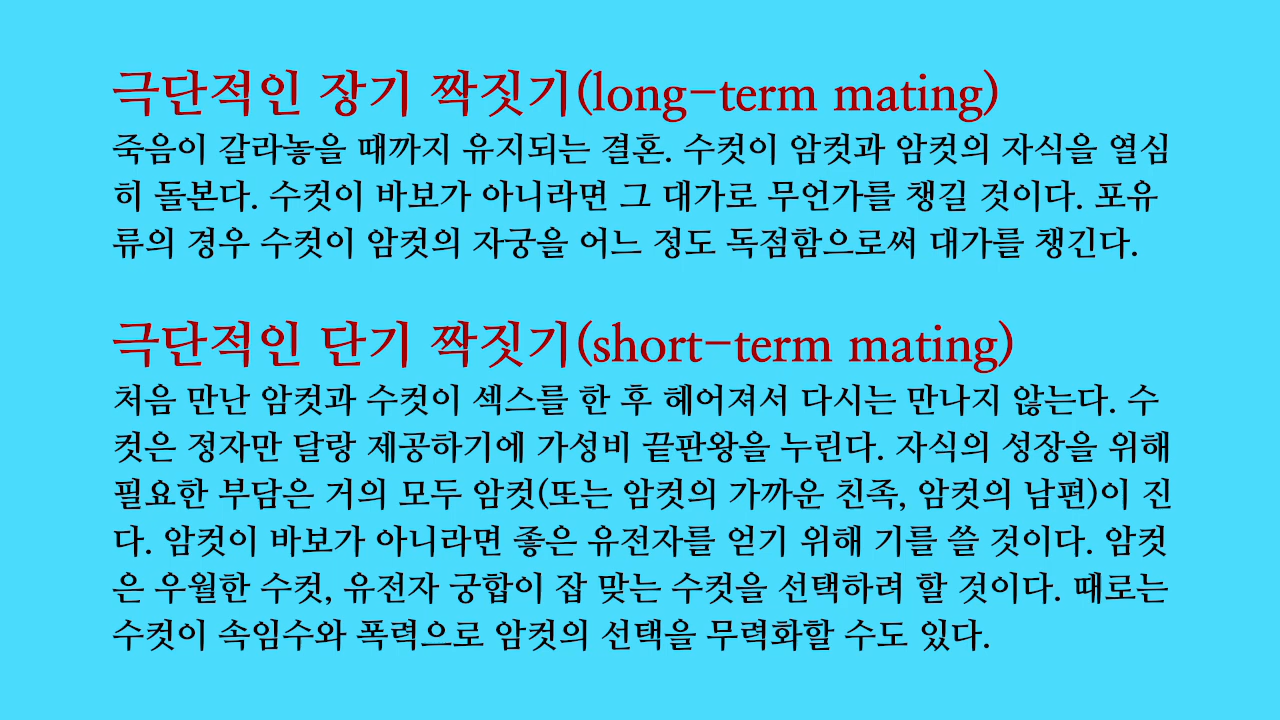 극단적인 장기 짝짓기(long-term mating)
죽음이 갈라놓을 때까지 유지되는 결혼. 수컷이 암컷과 암컷의 자식을 열심
히 돌본다. 수컷이 바보가 아니라면 그 대가로 무언가를 챙길 것이다. 포유
류의 경우 수컷이 암컷의 자궁을 어느 정도 독점함으로써 대가를 챙긴다.
극단적인 단기 짝짓기(short-term mating)
처음 만난 암컷과 수컷이 섹스를 한 후 헤어져서 다시는 만나지 않는다. 수
컷은 정자만 달랑 제공하기에 가성비 끝판왕을 누린다. 자식의 성장을 위해
필요한 부담은 거의 모두 암컷(또는 암컷의 가까운 친족, 암컷의 남편)이 진
다. 암컷이 바보가 아니라면 좋은 유전자를 얻기 위해 기를 쓸 것이다. 암컷
은 우월한 수컷, 유전자 궁합이 잡 맞는 수컷을 선택하려 할 것이다. 때로는
수컷이 속임수와 폭력으로 암컷의 선택을 무력화할 수도 있다.